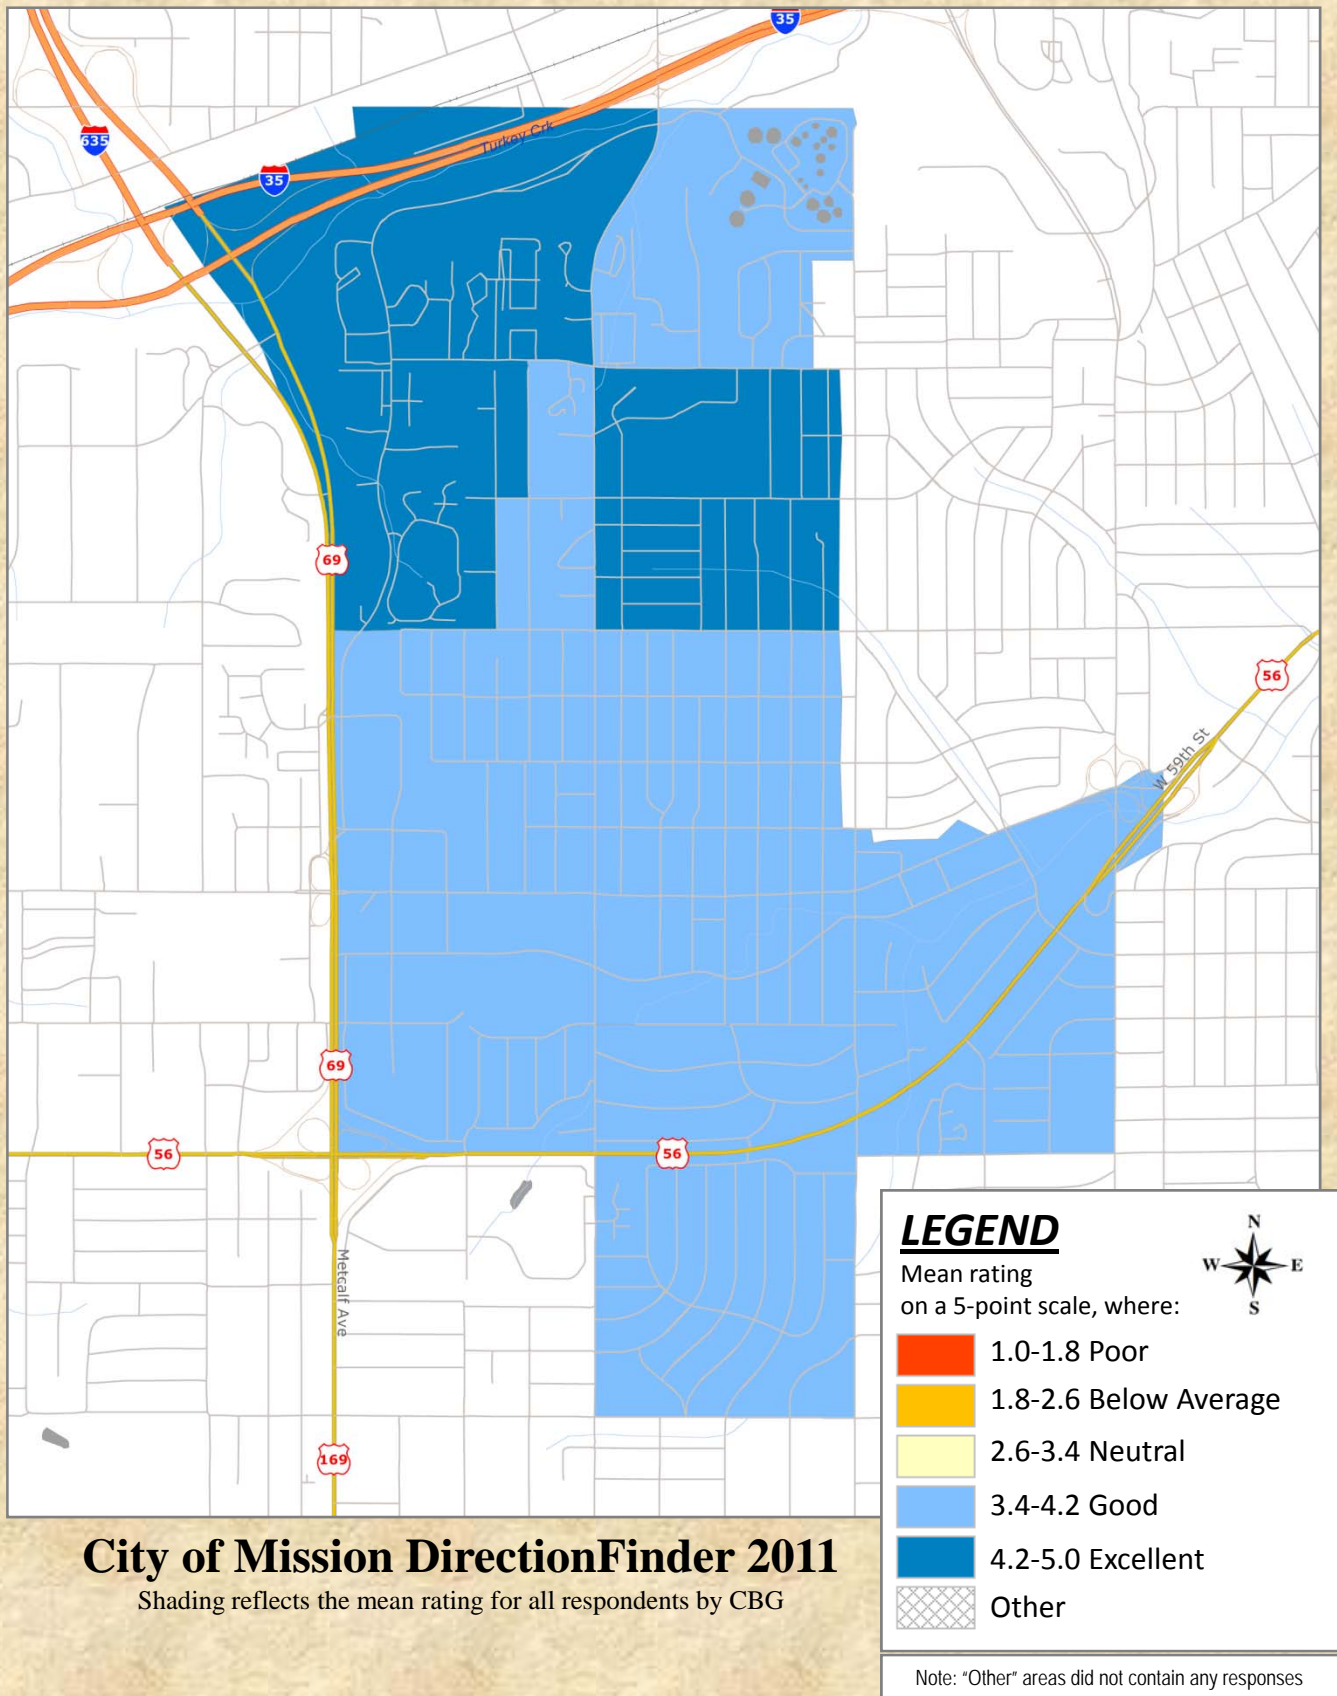 35
635
35
Turkey Crk
69
56
W 59th St
69
56
56
Metcalf Ave
169
LEGEND
Mean rating
on a 5-point scale, where:
N
W E
S
1.0-1.8 Poor
1.8-2.6 Below Average
2.6-3.4 Neutral
3.4-4.2 Good
4.2-5.0 Excellent
Other
City of Mission DirectionFinder 2011
Shading reflects the mean rating for all respondents by CBG
Note: “Other” areas did not contain any responses